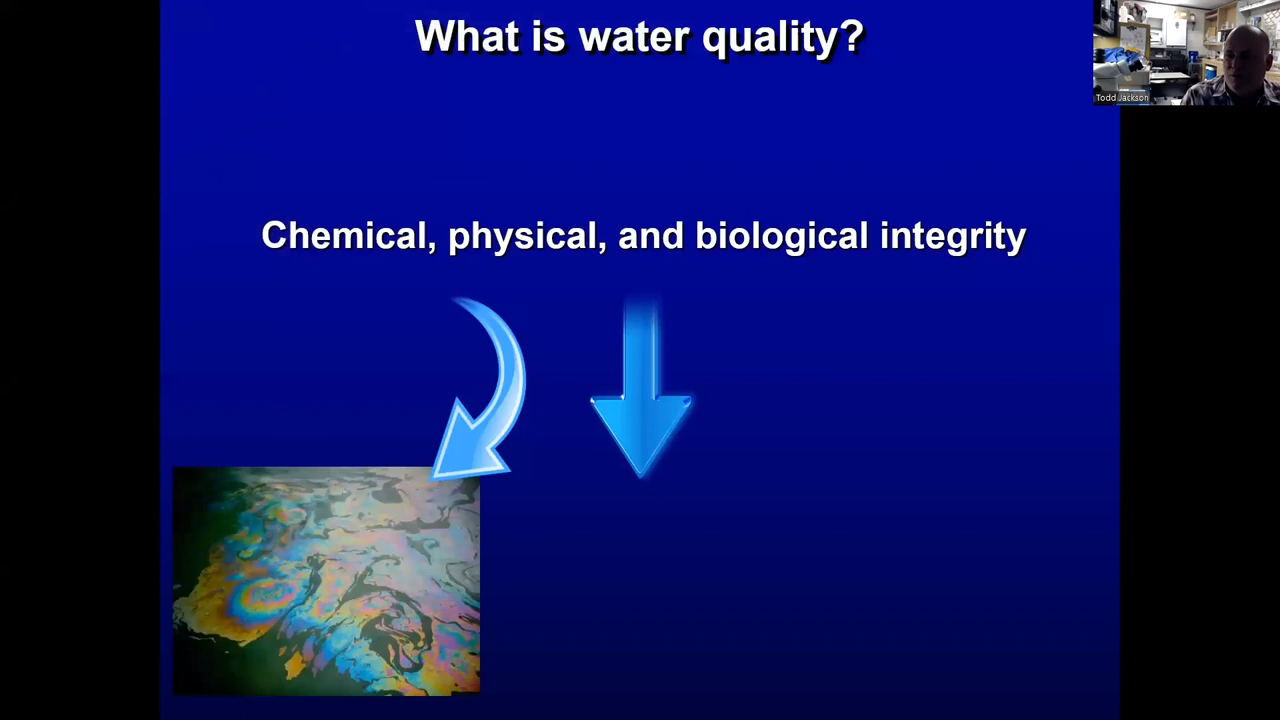 What is water quality?
Todd Jackson
Chemical, physical, and biological integrity